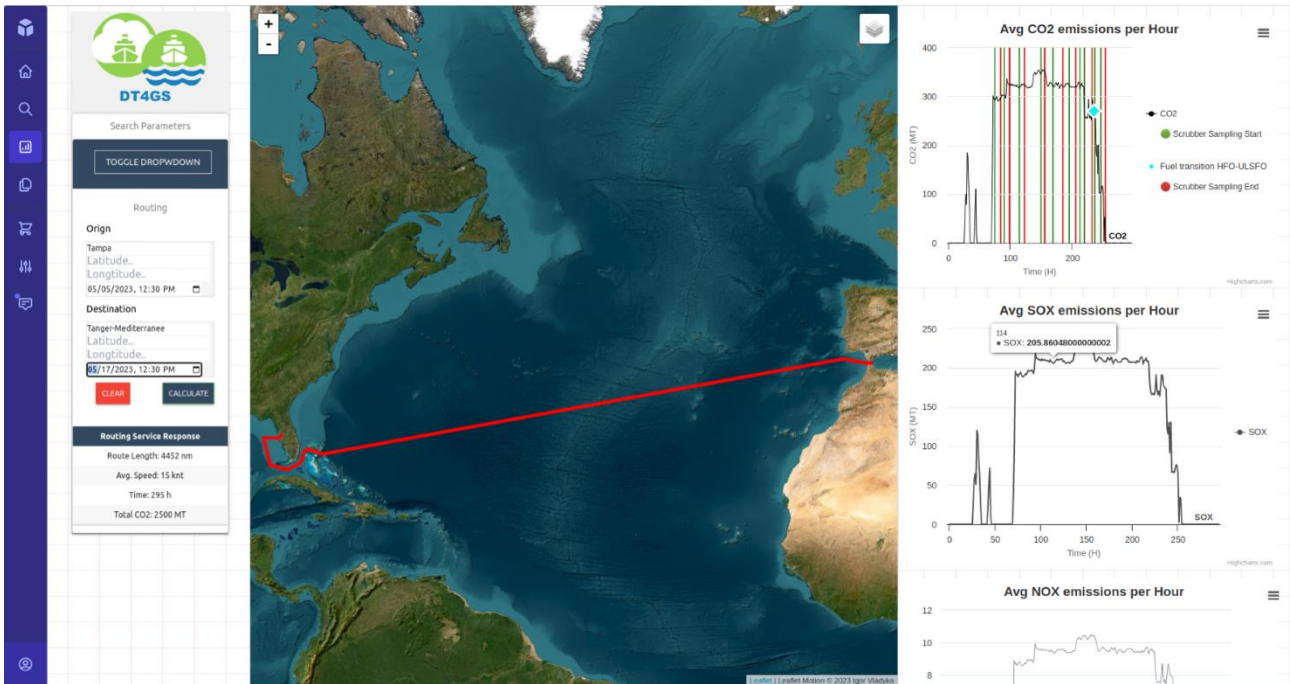 DT4GS
Search Parameters
TOGGLE DROPWDOWN
Routing
Orign
Tampa
Latitude..
Longtitude..
05/05/2023, 12:30 PM
Destination
Tanger-Mediterranee
Latitude..
Longtitude..
05/17/2023, 12:30 PM
CLEAR
CALCULATE
Routing Service Response
Route Length: 4452 nm
Avg. Speed: 15 knt
Time: 295 h
Total CO2: 2500 MT
+
-
Leaflet | Leaflet Motion © 2023 Igor Vladyka
Avg CO2 emissions per Hour
400
300
200
100
0
CO2 (MT)
0
100
200
Time (H)
CO2
CO2
Scrubber Sampling Start
Fuel transition HFO-ULSFO
Scrubber Sampling End
Highcharts.com
Avg SOX emissions per Hour
250
200
150
100
50
0
SOX (MT)
114
● SOX: 205.86048000000002
0
50
100
150
200
250
Time (H)
SOX
SOX
Highcharts.com
Avg NOX emissions per Hour
12
10
8